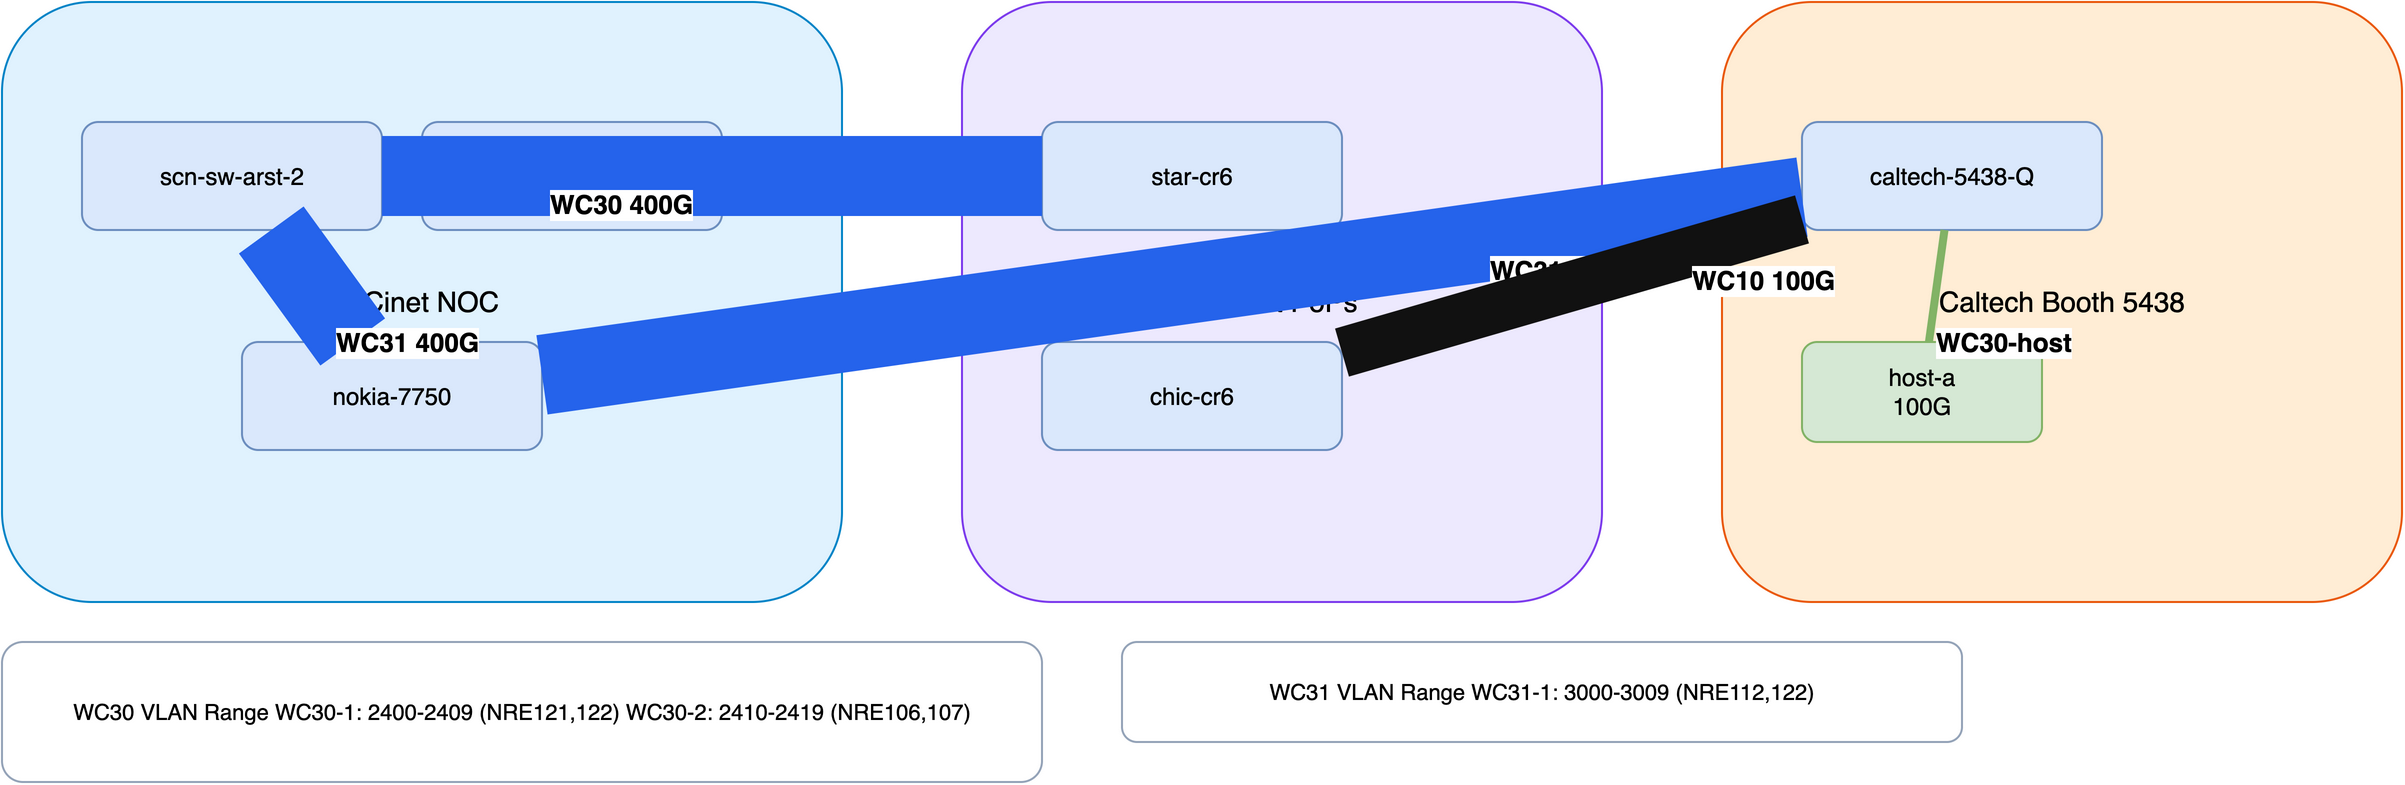 scn-sw-arst-2
WC30 400G
star-cr6
caltech-5438-Q
Cinet NOC
WC10 100G
Caltech Booth 5438
WC31 400G
WC30-host
nokia-7750
chic-cr6
host-a
100G
WC30 VLAN Range WC30-1: 2400-2409 (NRE121,122) WC30-2: 2410-2419 (NRE106,107)
WC31 VLAN Range WC31-1: 3000-3009 (NRE112,122)